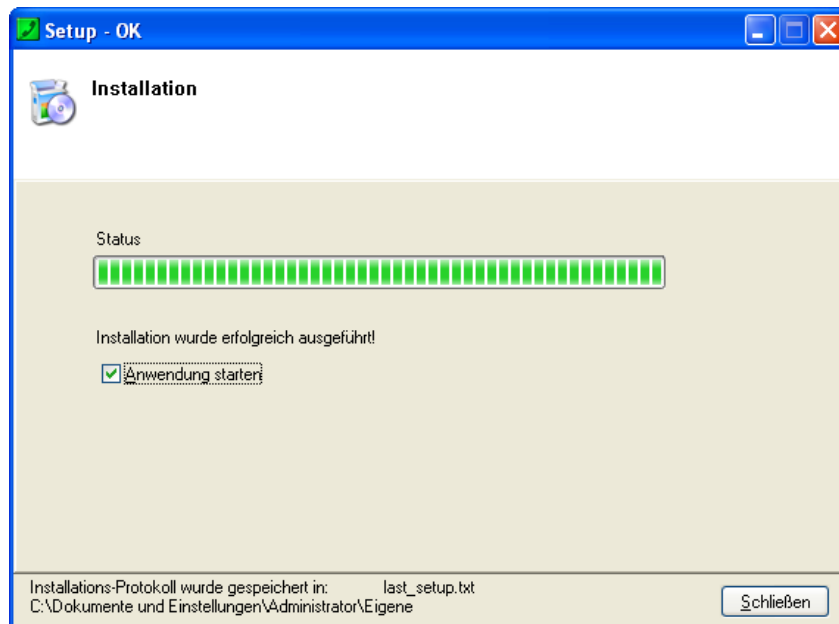 Setup - OK
Installation
Status
Installation wurde erfolgreich ausgeführt!
Anwendung starten
Installations-Protokoll wurde gespeichert in: last_setup.txt
C:\Dokumente und Einstellungen\Administrator\Eigene
Schließen